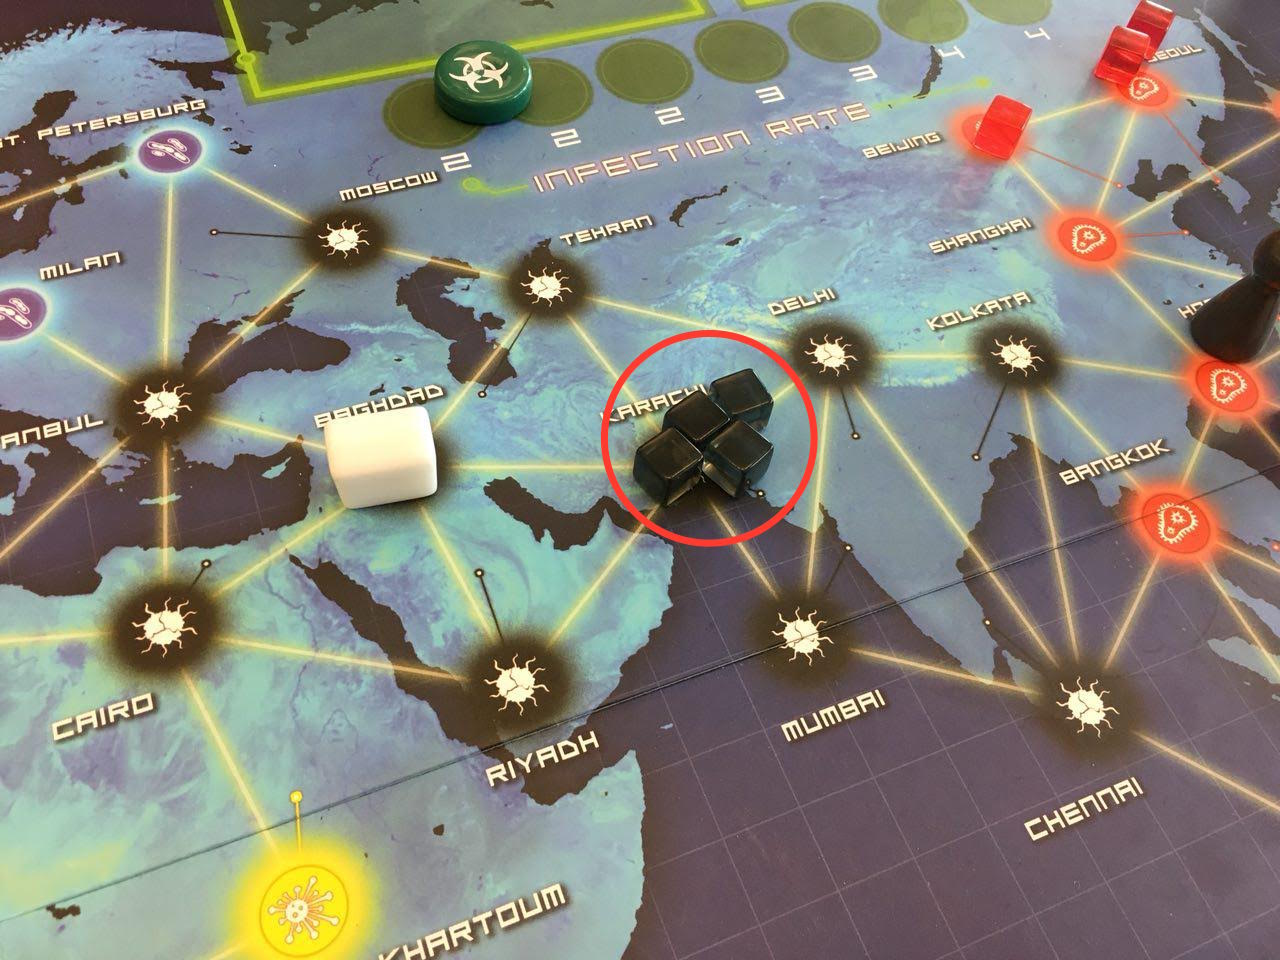 ST. PETERSBURG
MOSCOW
2
2
2
3
3
4
4
INFECTION RATE
SEOUL
BEIJING
MILAN
TEHRAN
SHANGHAI
DELHI
KOLKATA
BAGHDAD
KARACHI
ANBUL
BANGKOK
CAIRO
RIYADH
MUMBAI
CHENNAI
KHARTOUM